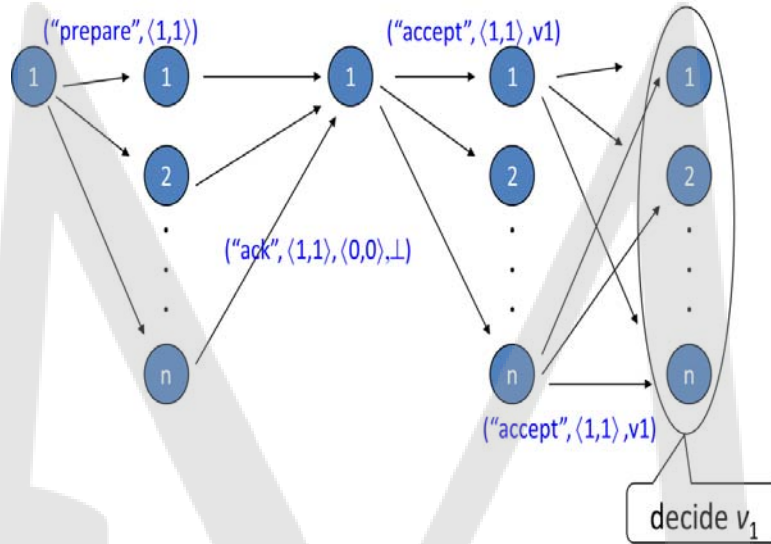 ("prepare",⟨1,1⟩)
("accept",⟨1,1⟩ ,v1)
1 1 1 1 1
2 2 2
("ack",⟨1,1⟩, ⟨0,0⟩,⊥)
n n n
("accept",⟨1,1⟩ ,v1)
decide v₁